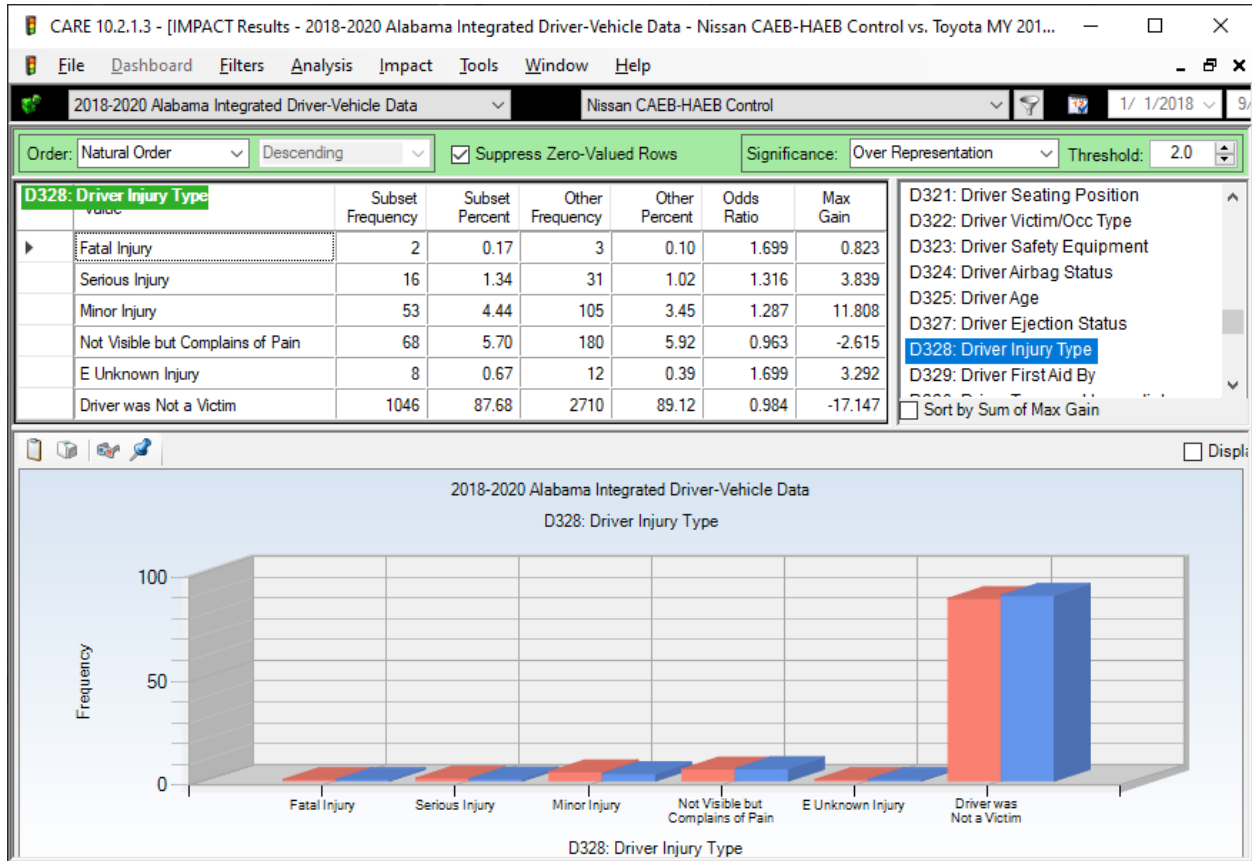 CARE 10.2.1.3 - [IMPACT Results - 2018-2020 Alabama Integrated Driver-Vehicle Data - Nissan CAEB-HAEB Control vs. Toyota MY 201...
File Dashboard Filters Analysis Impact Tools Window Help
2018-2020 Alabama Integrated Driver-Vehicle Data Nissan CAEB-HAEB Control 1/ 1/2018 9/
Order: Natural Order Descending Suppress Zero-Valued Rows Significance: Over Representation Threshold: 2.0
D328: Driver Injury Type
Subset Frequency Subset Percent Other Frequency Other Percent Odds Ratio Max Gain
Fatal Injury 2 0.17 3 0.10 1.699 0.823
Serious Injury 16 1.34 31 1.02 1.316 3.839
Minor Injury 53 4.44 105 3.45 1.287 11.808
Not Visible but Complains of Pain 68 5.70 180 5.92 0.963 -2.615
E Unknown Injury 8 0.67 12 0.39 1.699 3.292
Driver was Not a Victim 1046 87.68 2710 89.12 0.984 -17.147
D321: Driver Seating Position
D322: Driver Victim/Occ Type
D323: Driver Safety Equipment
D324: Driver Airbag Status
D325: Driver Age
D327: Driver Ejection Status
D328: Driver Injury Type
D329: Driver First Aid By
Sort by Sum of Max Gain
Displa
2018-2020 Alabama Integrated Driver-Vehicle Data
D328: Driver Injury Type
100
50
0
Frequency
Fatal Injury
Serious Injury
Minor Injury
Not Visible but
Complains of Pain
E Unknown Injury
Driver was
Not a Victim
D328: Driver Injury Type